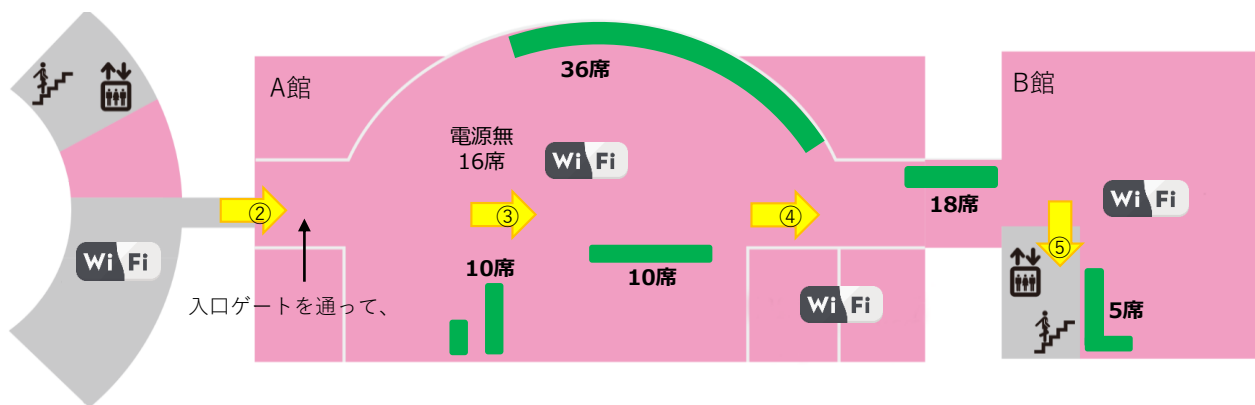 A館
36席
電源無
16席
Wi Fi
B館
18席
Wi Fi
②
③
④
⑤
Wi Fi
10席
10席
入口ゲートを通って、
Wi Fi
5席